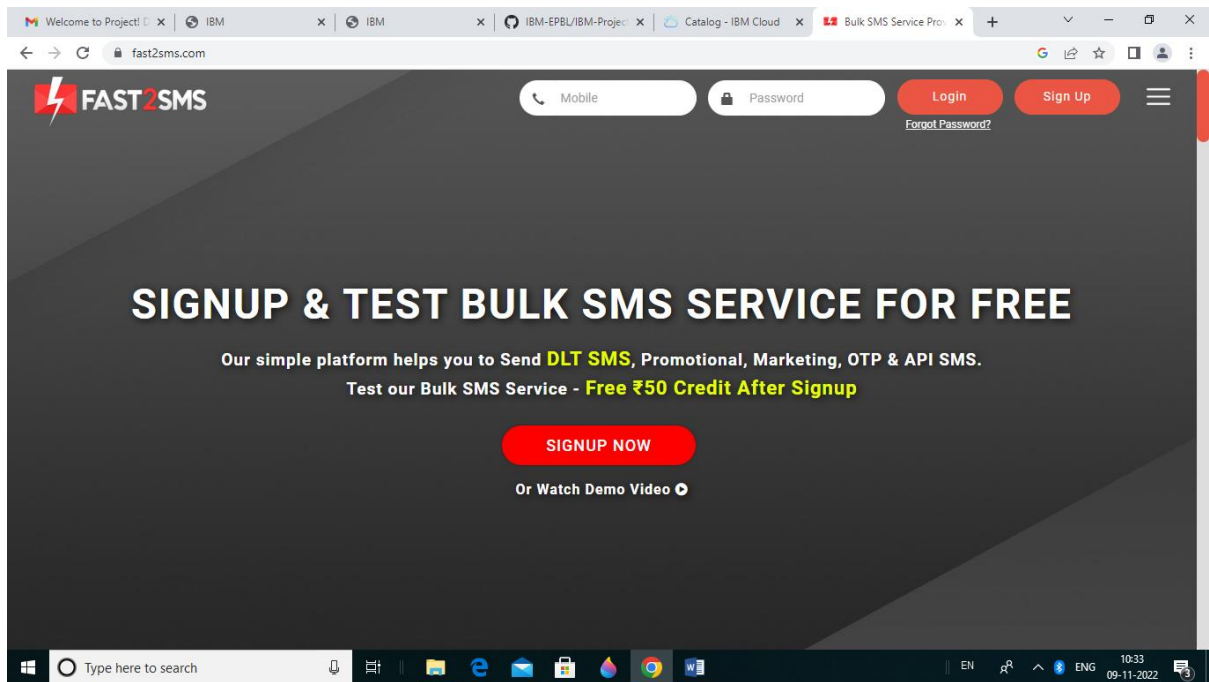 Welcome to Project! D
IBM
IBM
IBM-EPBL/IBM-Project
Catalog - IBM Cloud
Bulk SMS Service Prov
fast2sms.com
FAST2SMS
Mobile
Password
Login
Sign Up
Forgot Password?
SIGNUP & TEST BULK SMS SERVICE FOR FREE
Our simple platform helps you to Send DLT SMS, Promotional, Marketing, OTP & API SMS.
Test our Bulk SMS Service - Free ₹50 Credit After Signup
SIGNUP NOW
Or Watch Demo Video
Type here to search
EN
ENG
10:33
09-11-2022
3